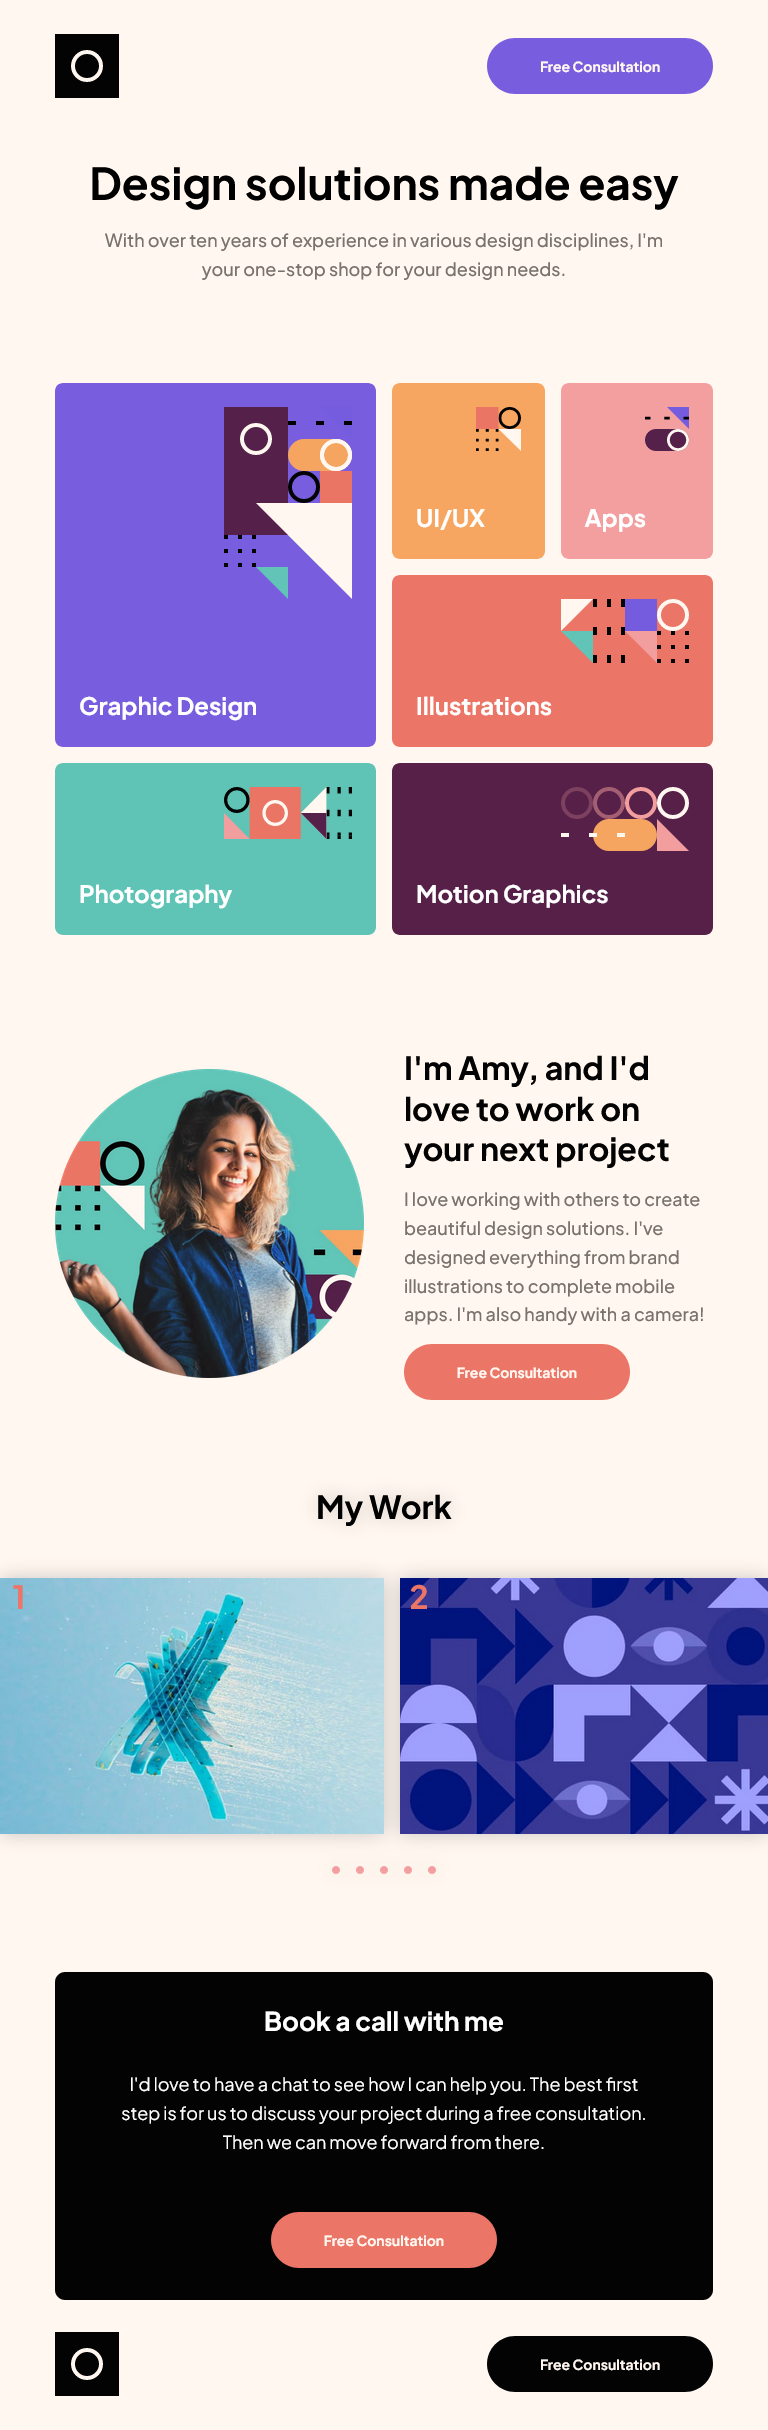 Free Consultation
Design solutions made easy
With over ten years of experience in various design disciplines, I'm
your one-stop shop for your design needs.
Graphic Design
UI/UX
Apps
Illustrations
Photography
Motion Graphics
I'm Amy, and I'd
love to work on
your next project
I love working with others to create
beautiful design solutions. I've
designed everything from brand
illustrations to complete mobile
apps. I'm also handy with a camera!
Free Consultation
My Work
1
2
Book a call with me
I'd love to have a chat to see how I can help you. The best first
step is for us to discuss your project during a free consultation.
Then we can move forward from there.
Free Consultation
Free Consultation